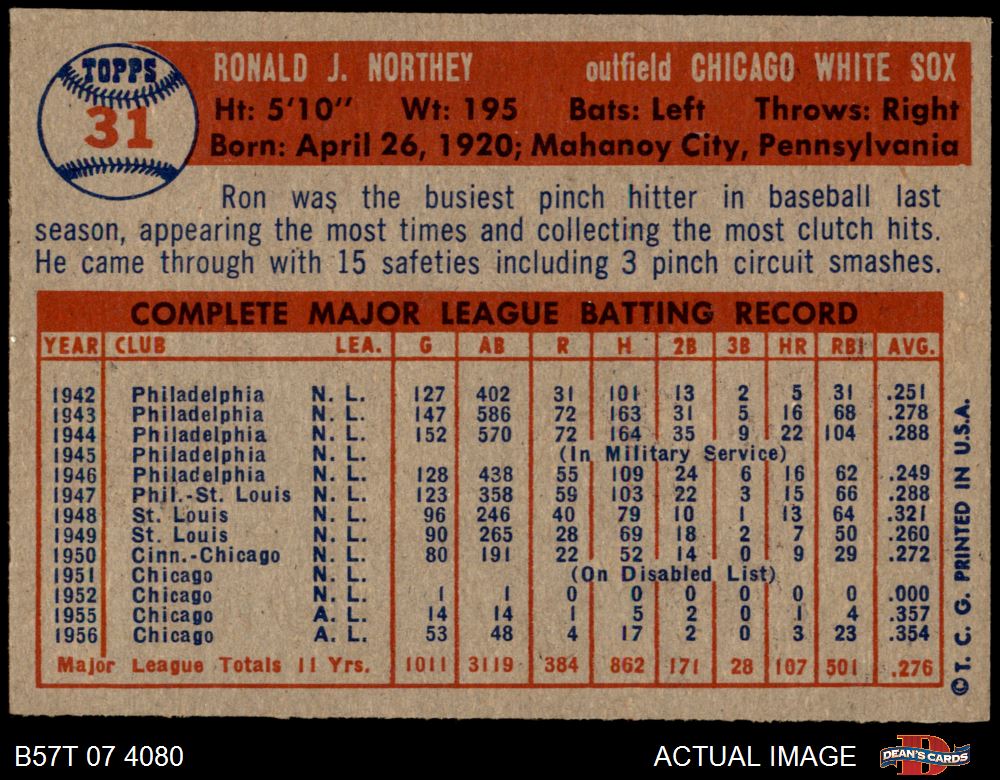 TOPPS
31
RONALD J. NORTHEY outfield CHICAGO WHITE SOX
Ht: 5'10" Wt: 195 Bats: Left Throws: Right
Born: April 26, 1920; Mahanoy City, Pennsylvania
Ron was the busiest pinch hitter in baseball last
season, appearing the most times and collecting the most clutch hits.
He came through with 15 safeties including 3 pinch circuit smashes.
COMPLETE MAJOR LEAGUE BATTING RECORD
YEAR CLUB LEA. G AB R H 2B 3B HR RBI AVG.
1942 Philadelphia N. L. 127 402 31 101 13 2 5 31 .251
1943 Philadelphia N. L. 147 586 72 163 31 5 16 68 .278
1944 Philadelphia N. L. 152 570 72 164 35 9 22 104 .288
1945 Philadelphia N. L. (In Military Service)
1946 Philadelphia N. L. 128 438 55 109 24 6 16 62 .249
1947 Phil.-St. Louis N. L. 123 358 59 103 22 3 15 66 .288
1948 St. Louis N. L. 96 246 40 79 10 1 13 64 .321
1949 St. Louis N. L. 90 265 28 69 18 2 7 50 .260
1950 Cinn.-Chicago N. L. 80 191 22 52 14 0 9 29 .272
1951 Chicago N. L. (On Disabled List)
1952 Chicago N. L. 1 1 0 0 0 0 0 0 .000
1955 Chicago A. L. 14 14 1 5 2 0 1 4 .357
1956 Chicago A. L. 53 48 4 17 2 0 3 23 .354
Major League Totals 11 Yrs. 1011 3119 384 862 171 28 107 501 .276
© T. C. G. PRINTED IN U.S.A.
B57T 07 4080 ACTUAL IMAGE DEAN'S CARDS